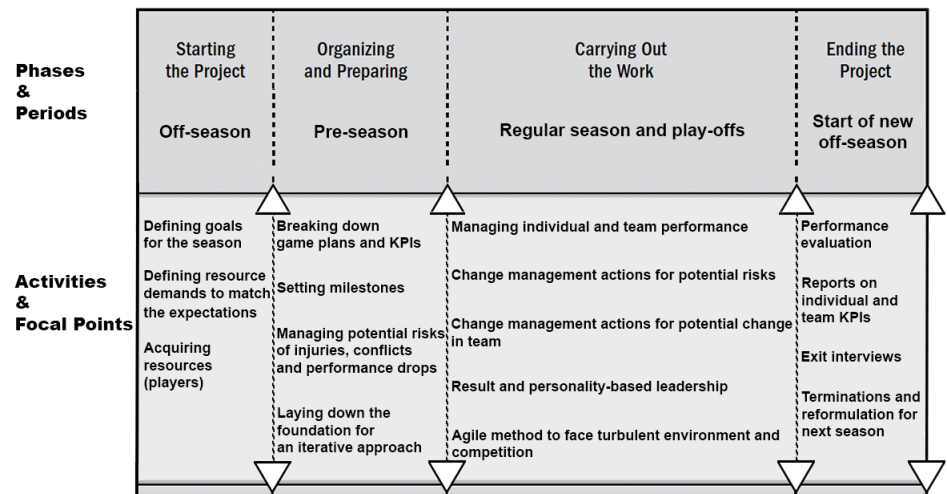 Phases
&
Periods
Starting
the Project
Off-season
Organizing
and Preparing
Pre-season
Carrying Out
the Work
Regular season and play-offs
Ending the
Project
Start of new
off-season
Activities
&
Focal Points
Defining goals
for the season
Defining resource
demands to match
the expectations
Acquiring
resources
(players)
Breaking down
game plans and KPIs
Setting milestones
Managing potential risks
of injuries, conflicts
and performance drops
Laying down the
foundation for
an iterative approach
Managing individual and team performance
Change management actions for potential risks
Change management actions for potential change
in team
Result and personality-based leadership
Agile method to face turbulent environment and
competition
Performance
evaluation
Reports on
individual and
team KPIs
Exit interviews
Terminations and
reformulation for
next season